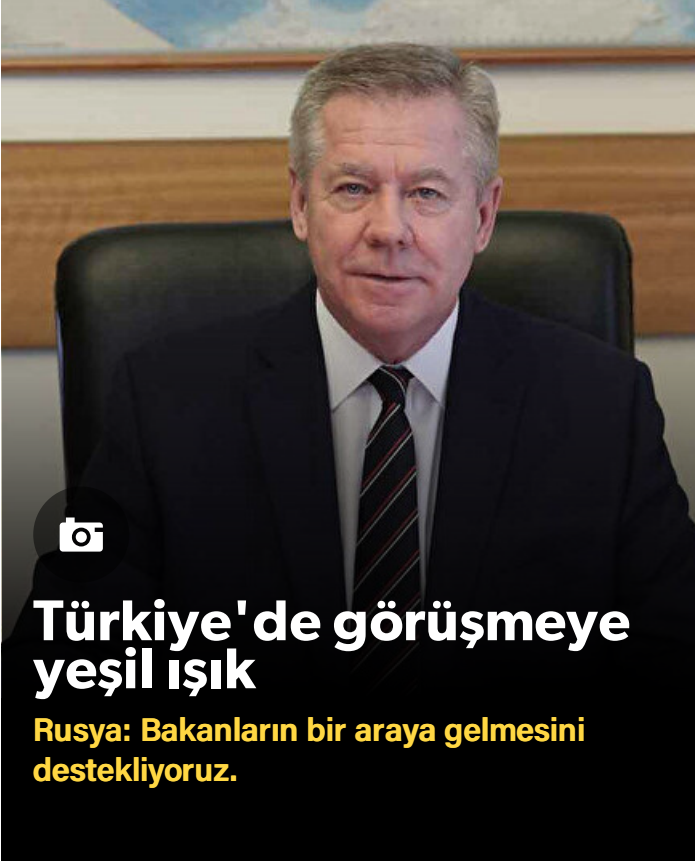 Türkiye'de görüşmeye
yeşil ışık
Rusya: Bakanların bir araya gelmesini
destekliyoruz.